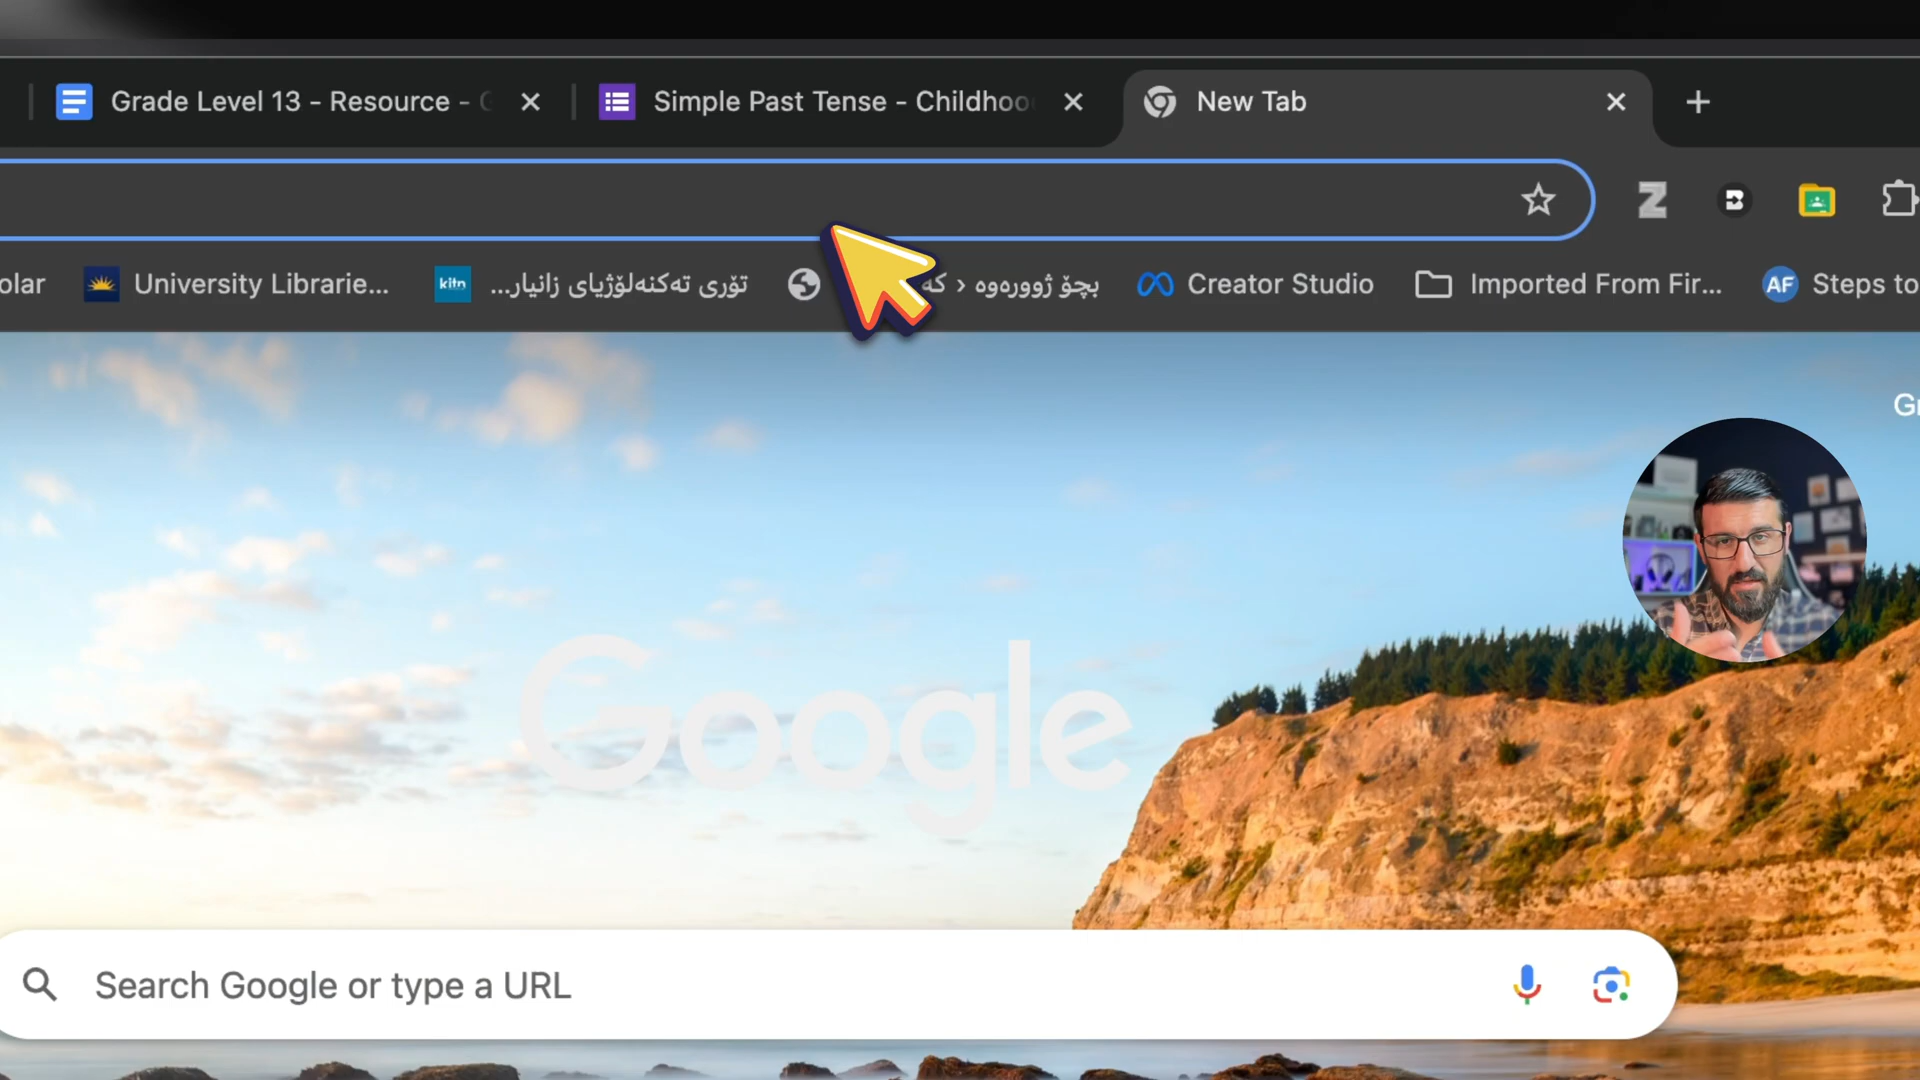 Grade Level 13 - Resource -
Simple Past Tense - Childhoo
New Tab
olar
University Librarie...
kitn
تۆری تەکنەلۆژیای زانیار...
بچۆ ژوورەوە ‹ کە
Creator Studio
Imported From Fir...
AF
Steps to
Google
Search Google or type a URL